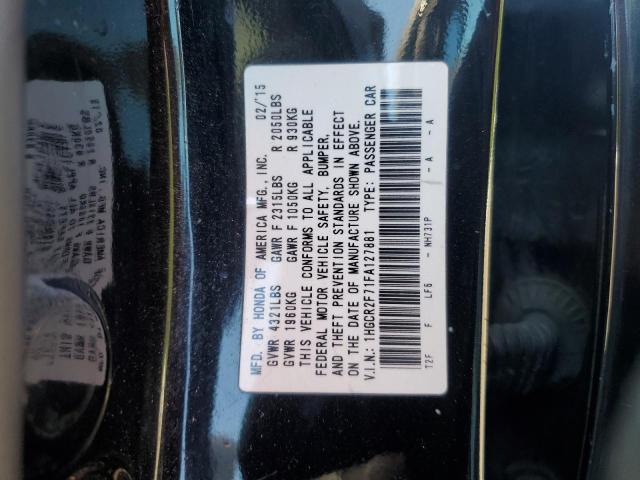 MFD. BY HONDA OF AMERICA MFG., INC. 02/'15
GVWR 4321LBS GAWR F 2315LBS R 2050LBS
GVWR 1960KG GAWR F 1050KG R 930KG
THIS VEHICLE CONFORMS TO ALL APPLICABLE
FEDERAL MOTOR VEHICLE SAFETY, BUMPER,
AND THEFT PREVENTION STANDARDS IN EFFECT
ON THE DATE OF MANUFACTURE SHOWN ABOVE.
V.I.N.: 1HGCR2F71FA127681 TYPE: PASSENGER CAR
T2F F LF6 - NH731P - A - A